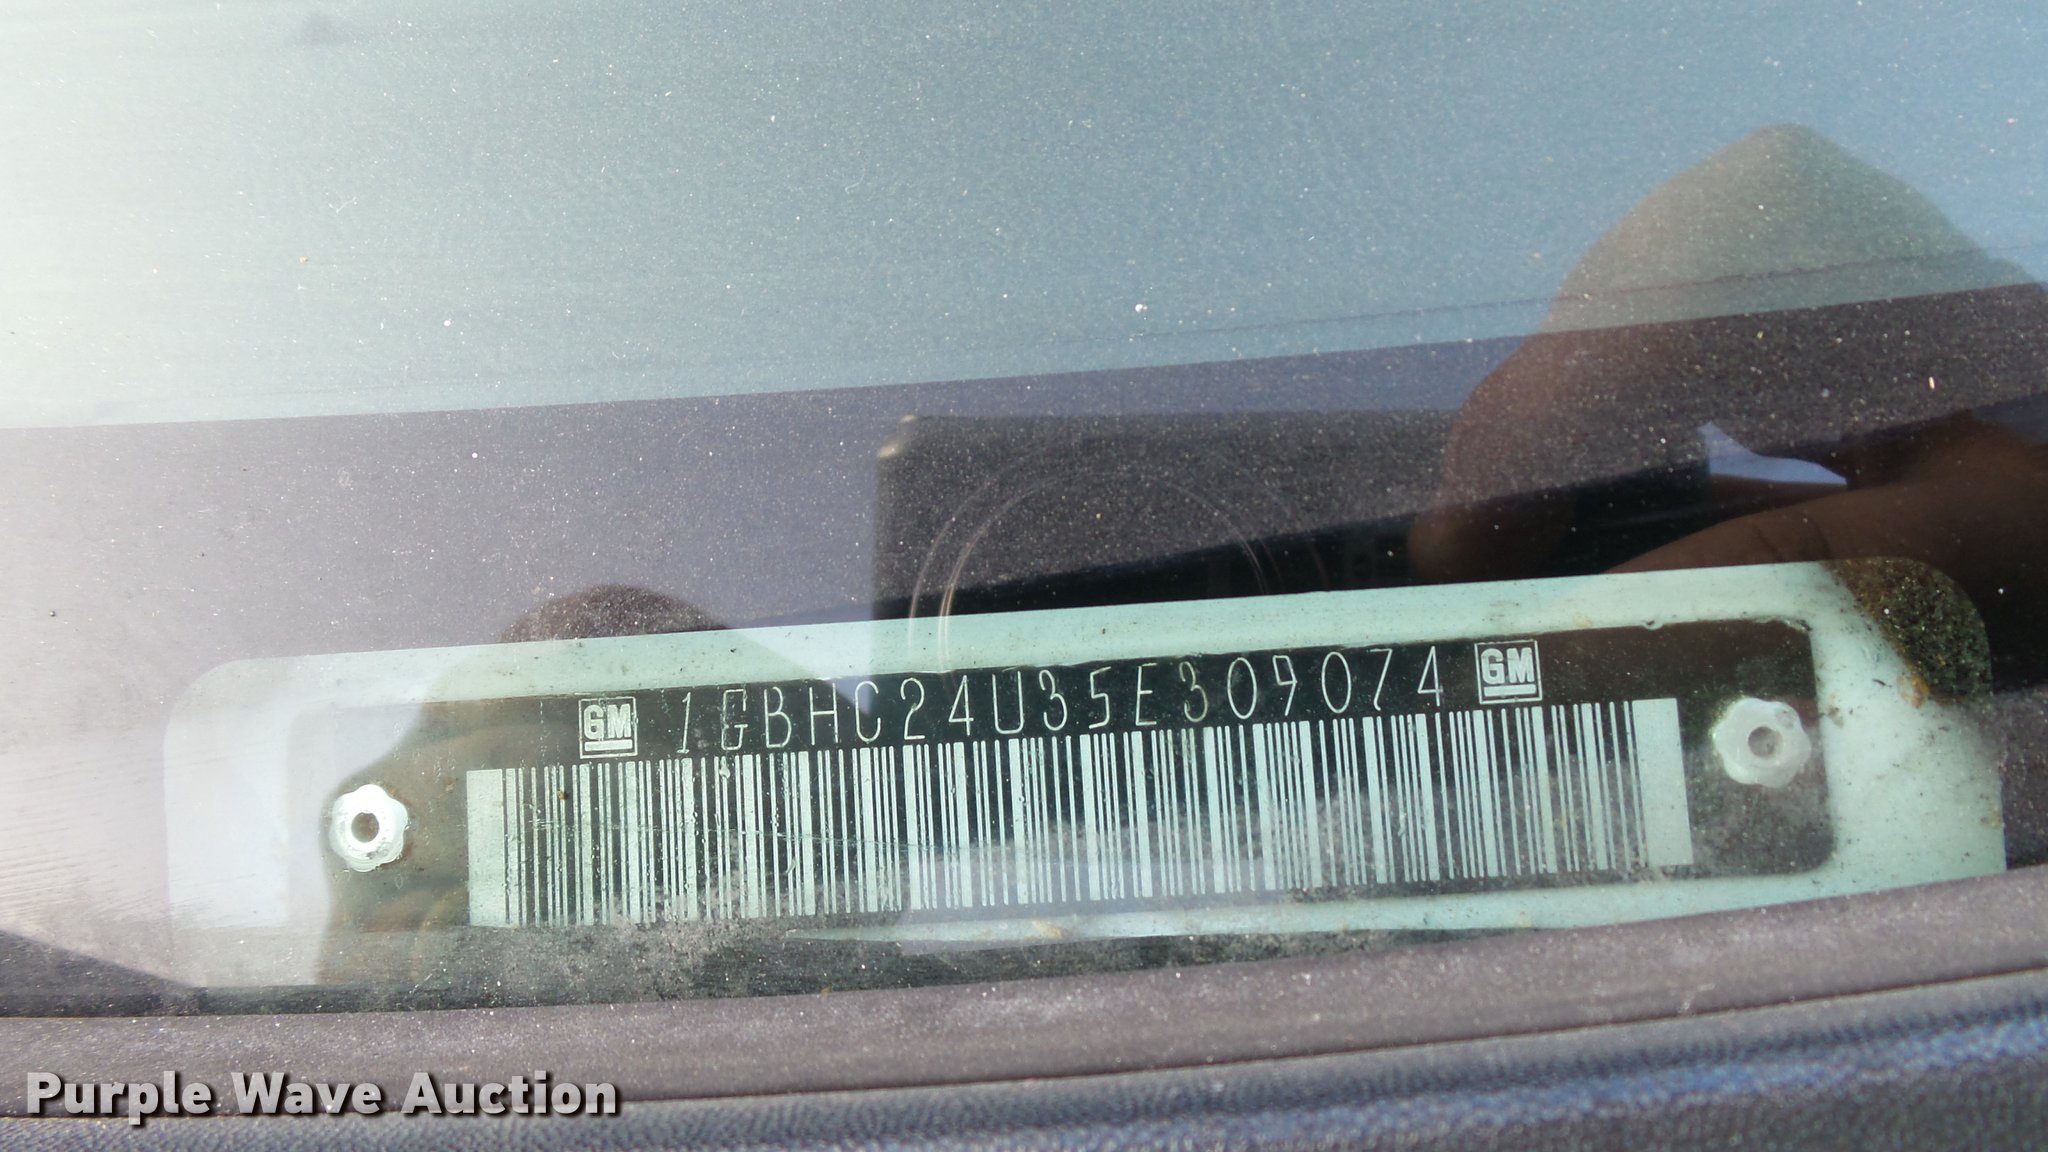 GM 1GBHC24U35E309074 GM
Purple Wave Auction